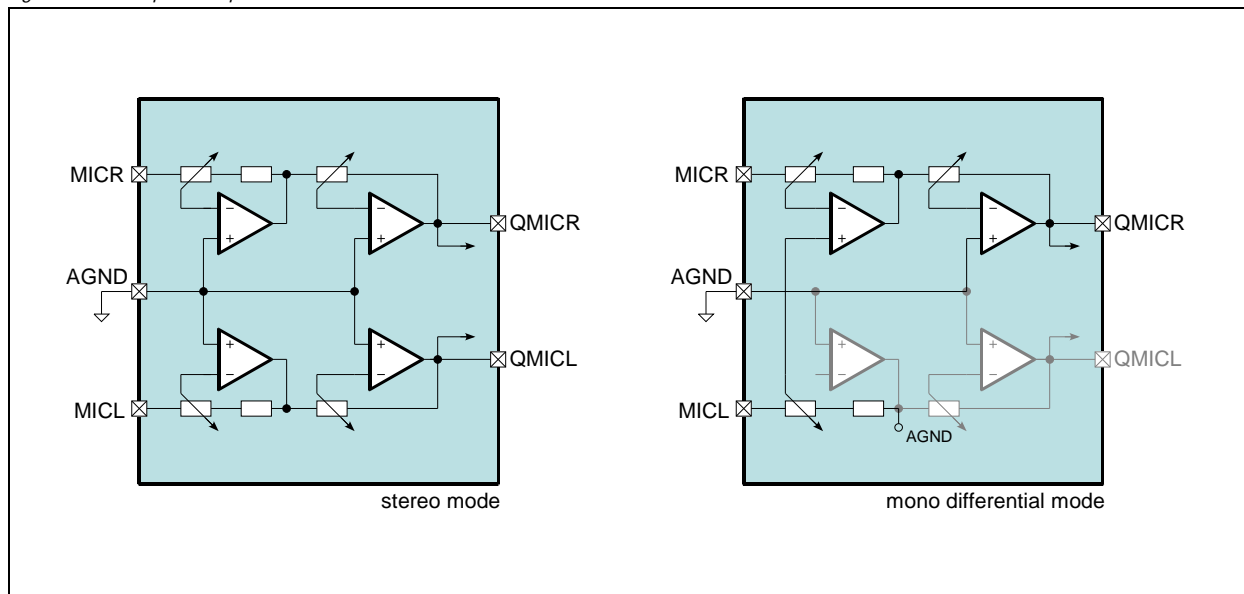 MICR
AGND
MICL
QMICR
QMICL
stereo mode
MICR
AGND
MICL
QMICR
QMICL
AGND
mono differential mode